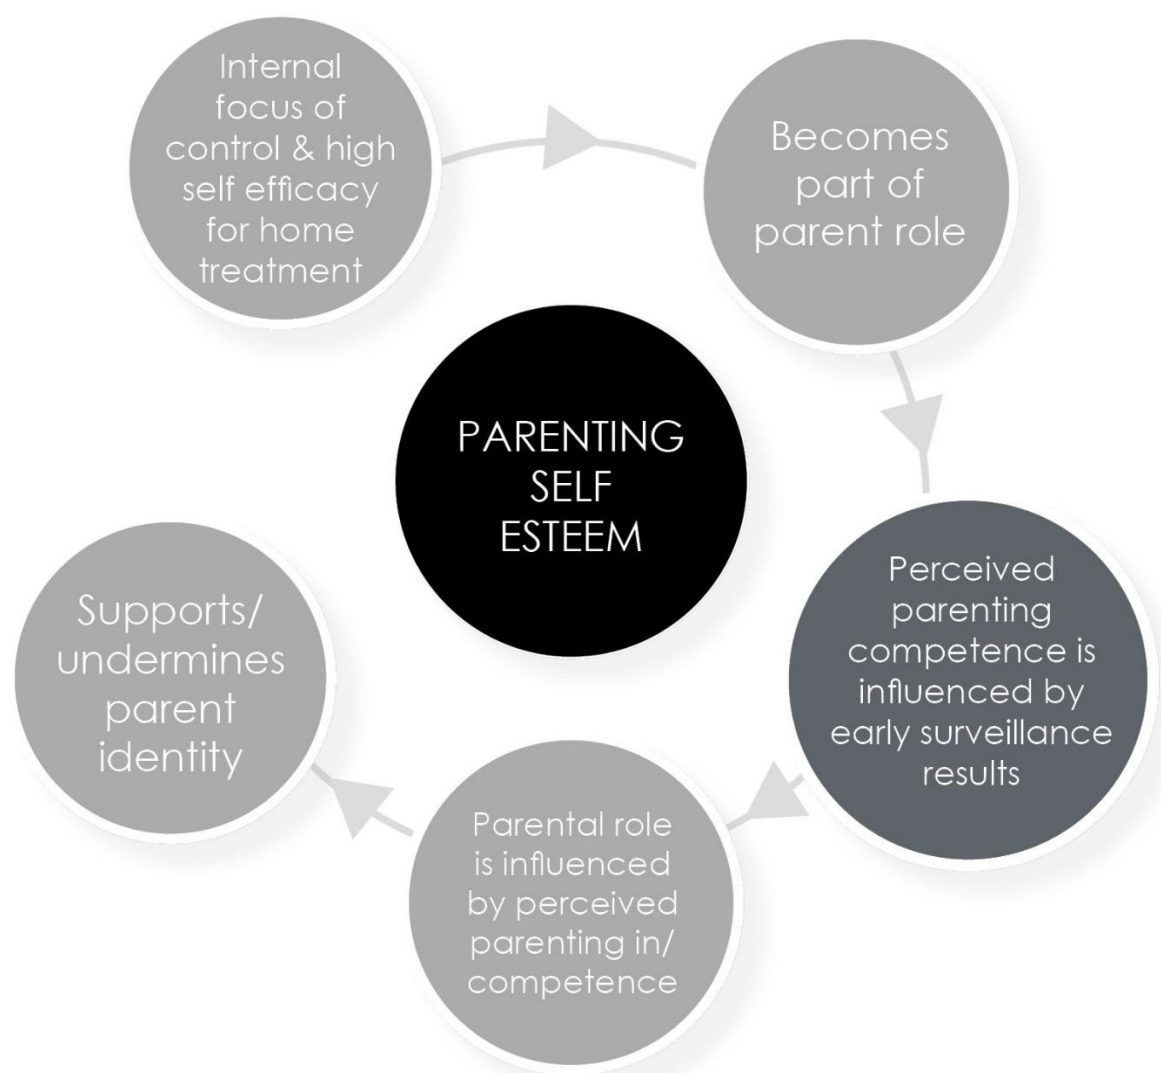 Internal
focus of
control & high
self efficacy
for home
treatment
Becomes
part of
parent role
PARENTING
SELF
ESTEEM
Perceived
parenting
competence is
influenced by
early surveillance
results
Parental role
is influenced
by perceived
parenting in/
competence
Supports/
undermines
parent
identity